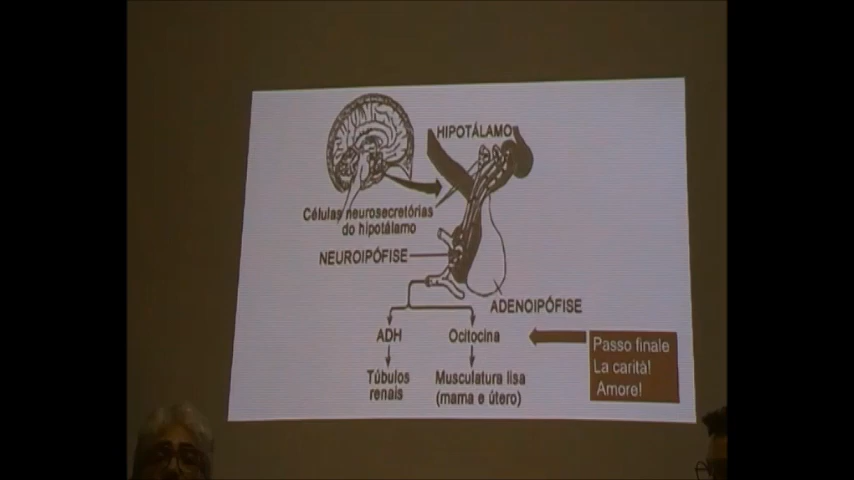 HIPOTÁLAMO
Células neurosecretórias
do hipotálamo
NEUROIPÓFISE
ADENOIPÓFISE
ADH
Ocitocina
Túbulos
renais
Musculatura lisa
(mama e útero)
Passo finale
La carità!
Amore!